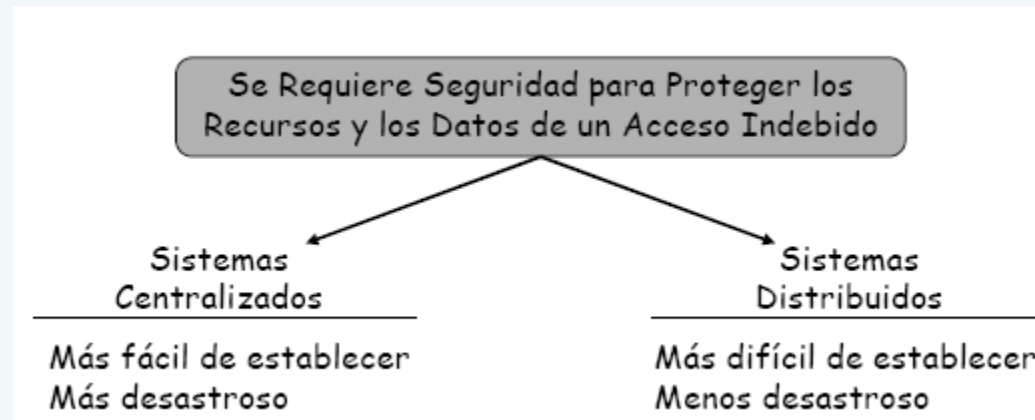 Se Requiere Seguridad para Proteger los
Recursos y los Datos de un Acceso Indebido
Sistemas
Centralizados
Más fácil de establecer
Más desastroso
Sistemas
Distribuidos
Más difícil de establecer
Menos desastroso